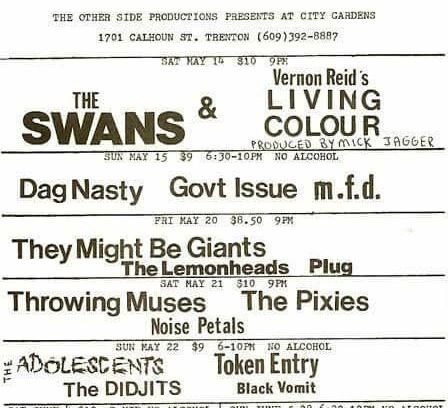 THE OTHER SIDE PRODUCTIONS PRESENTS AT CITY GARDENS
1701 CALHOUN ST. TRENTON (609)392-8887
SAT MAY 14 $10 9PM
THE SWANS & Vernon Reid's LIVING COLOUR
PRODUCED BY MICK JAGGER
SUN MAY 15 $9 6:30-10PM NO ALCOHOL
Dag Nasty Govt Issue m.f.d.
FRI MAY 20 $8.50 9PM
They Might Be Giants
The Lemonheads Plug
SAT MAY 21 $10 9PM
Throwing Muses The Pixies
Noise Petals
SUN MAY 22 $9 6-10PM NO ALCOHOL
THE ADOLESCENTS Token Entry
The DIDJITS Black Vomit